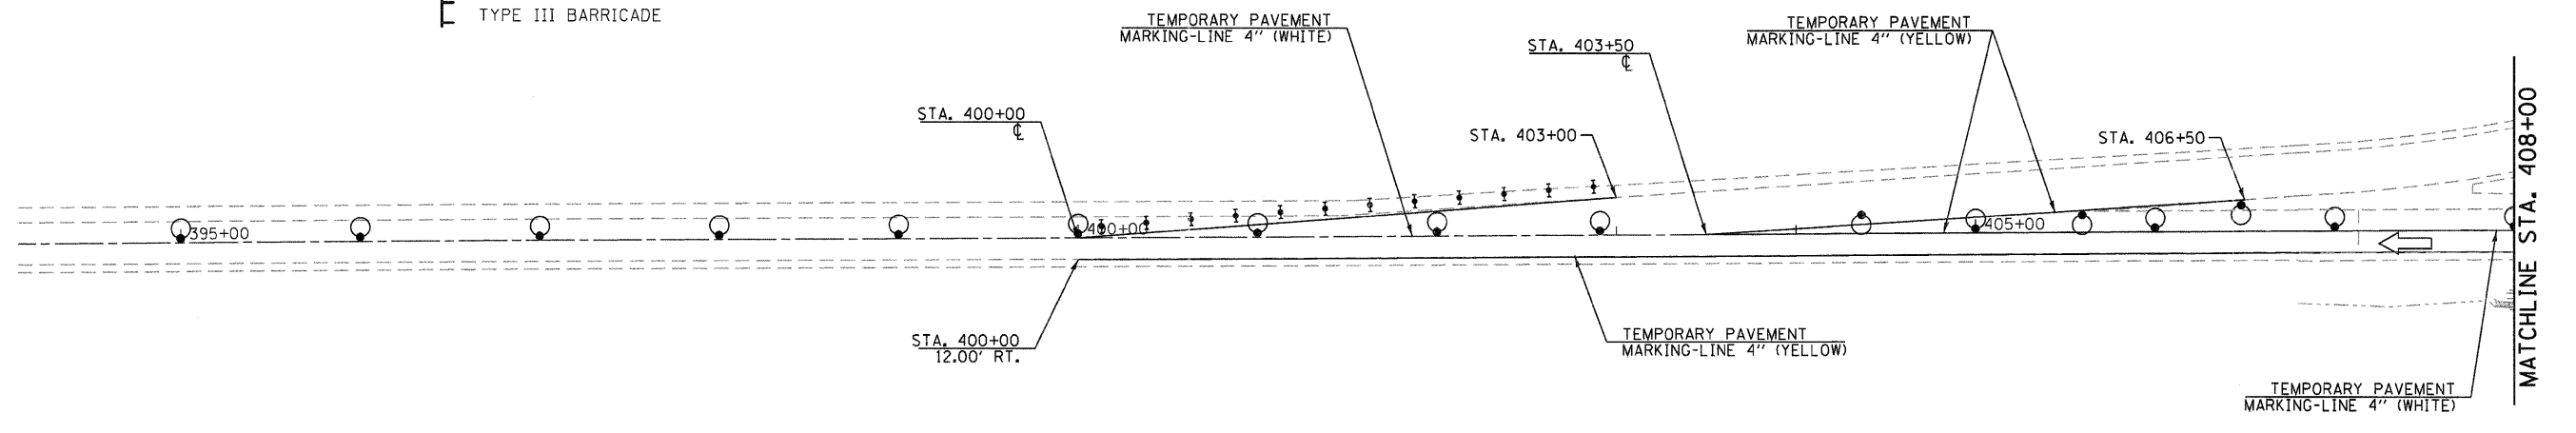 TYPE III BARRICADE
TEMPORARY PAVEMENT
MARKING-LINE 4" (WHITE)
STA. 403+50
℄
TEMPORARY PAVEMENT
MARKING-LINE 4" (YELLOW)
STA. 400+00
℄
STA. 403+00
STA. 406+50
MATCHLINE STA. 408+00
395+00
400+00
405+00
STA. 400+00
12.00' RT.
TEMPORARY PAVEMENT
MARKING-LINE 4" (YELLOW)
TEMPORARY PAVEMENT
MARKING-LINE 4" (WHITE)